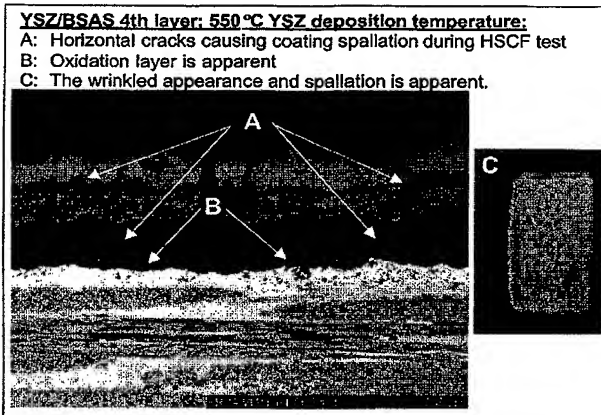 YSZ/BSAS 4th layer: 550°C YSZ deposition temperature:
A: Horizontal cracks causing coating spallation during HSCF test
B: Oxidation layer is apparent
C: The wrinkled appearance and spallation is apparent.
A
C
B